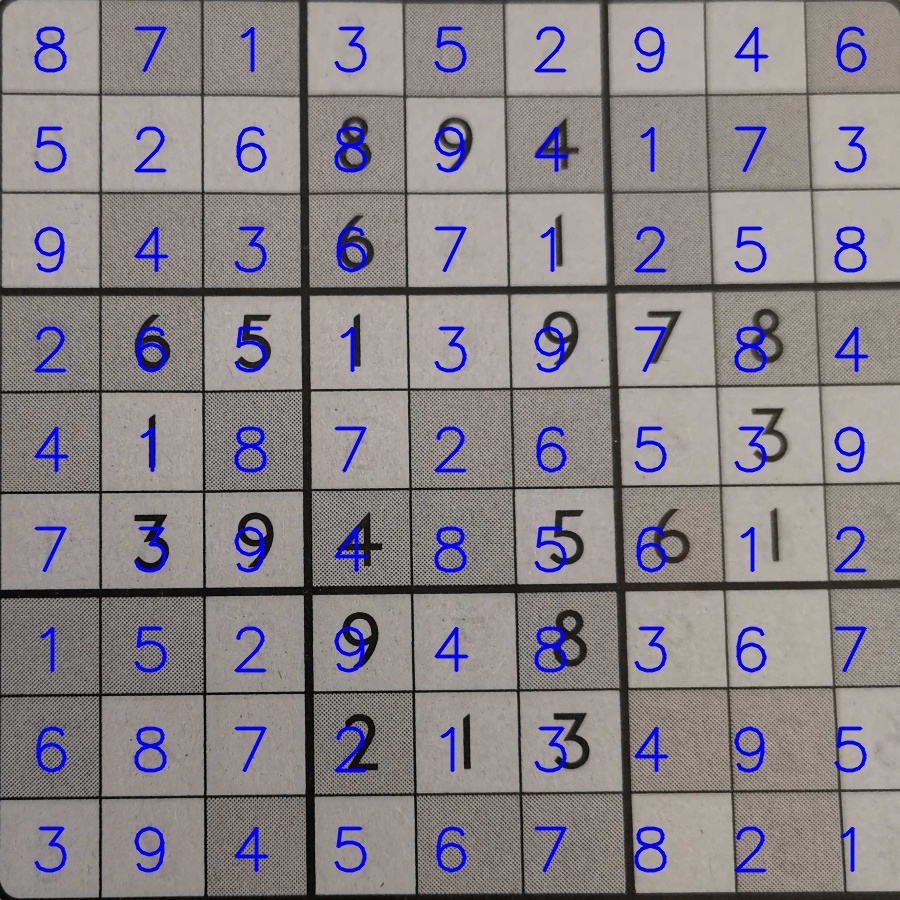 8 7 1 3 5 2 9 4 6
5 2 6 8 9 4 1 7 3
9 4 3 6 7 1 2 5 8
2 6 5 1 3 9 7 8 4
4 1 8 7 2 6 5 3 9
7 3 9 4 8 5 6 1 2
1 5 2 9 4 8 3 6 7
6 8 7 2 1 3 4 9 5
3 9 4 5 6 7 8 2 1